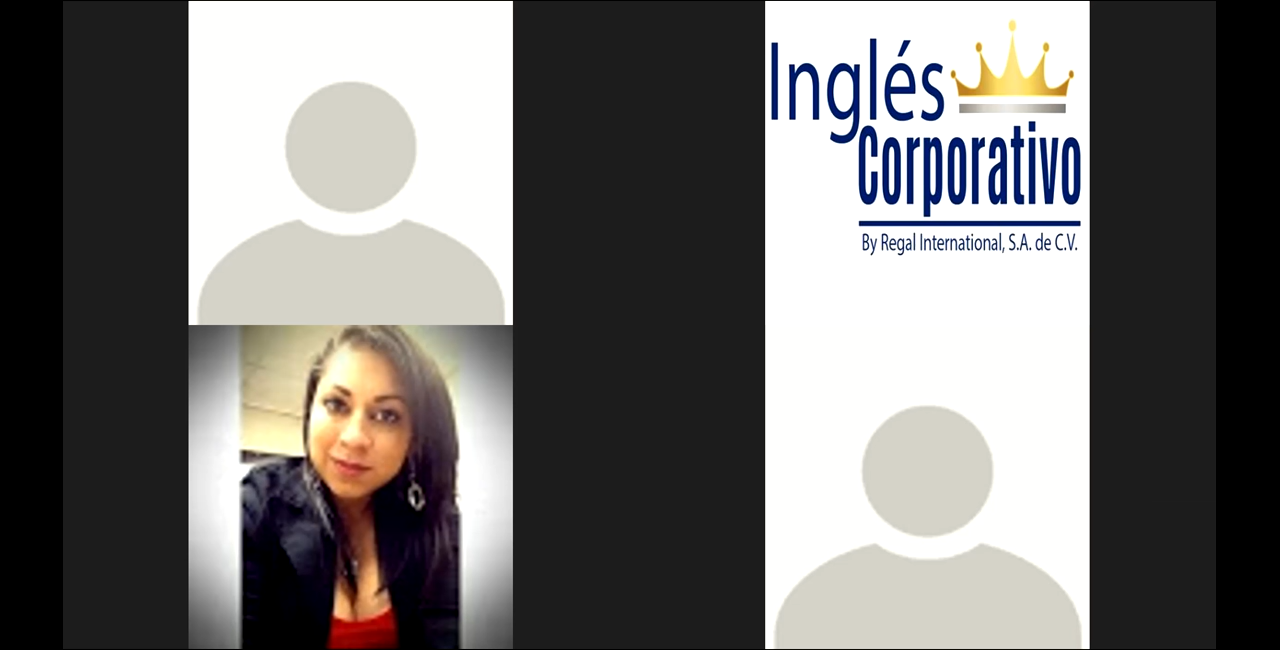 Inglés
Corporativo
By Regal International, S.A. de C.V.